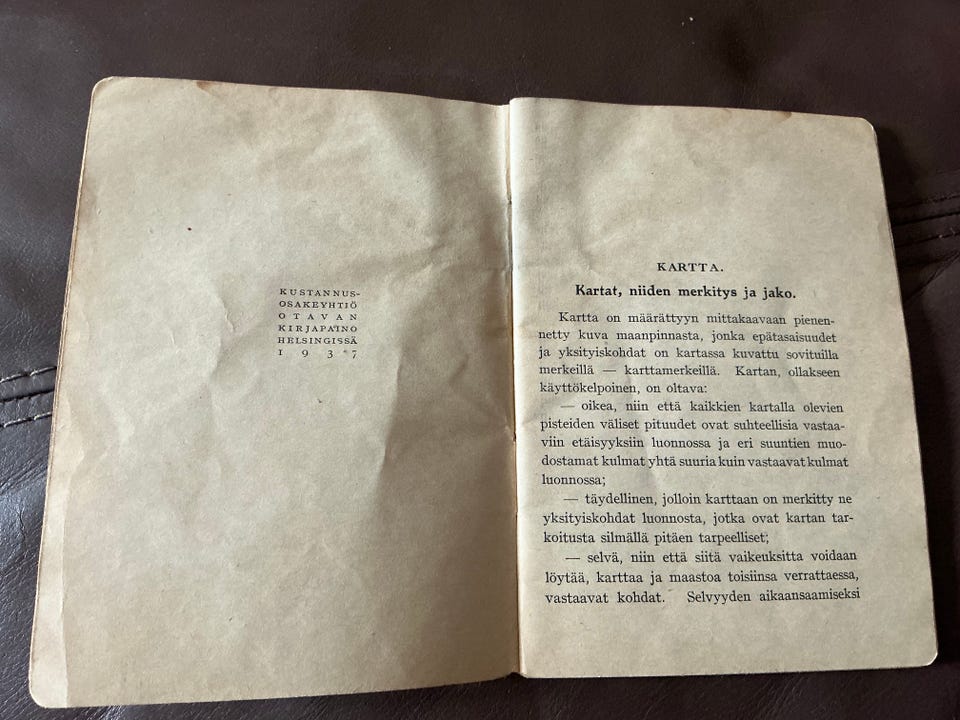 KUSTANNUS-
OSAKEYHTIÖ
OTAVAN
KIRJAPAINO
HELSINGISSÄ
1937
KARTTA.
Kartat, niiden merkitys ja jako.
Kartta on määrättyyn mittakaavaan pienen-
netty kuva maanpinnasta, jonka epätasaisuudet
ja yksityiskohdat on kartassa kuvattu sovituilla
merkeillä — karttamerkeillä. Kartan, ollakseen
käyttökelpoinen, on oltava:
— oikea, niin että kaikkien kartalla olevien
pisteiden väliset pituudet ovat suhteellisia vastaa-
viin etäisyyksiin luonnossa ja eri suuntien muo-
dostamat kulmat yhtä suuria kuin vastaavat kulmat
luonnossa;
— täydellinen, jolloin karttaan on merkitty ne
yksityiskohdat luonnosta, jotka ovat kartan tar-
koitusta silmällä pitäen tarpeelliset;
— selvä, niin että siitä vaikeuksitta voidaan
löytää, karttaa ja maastoa toisiinsa verrattaessa,
vastaavat kohdat. Selvyyden aikaansaamiseksi